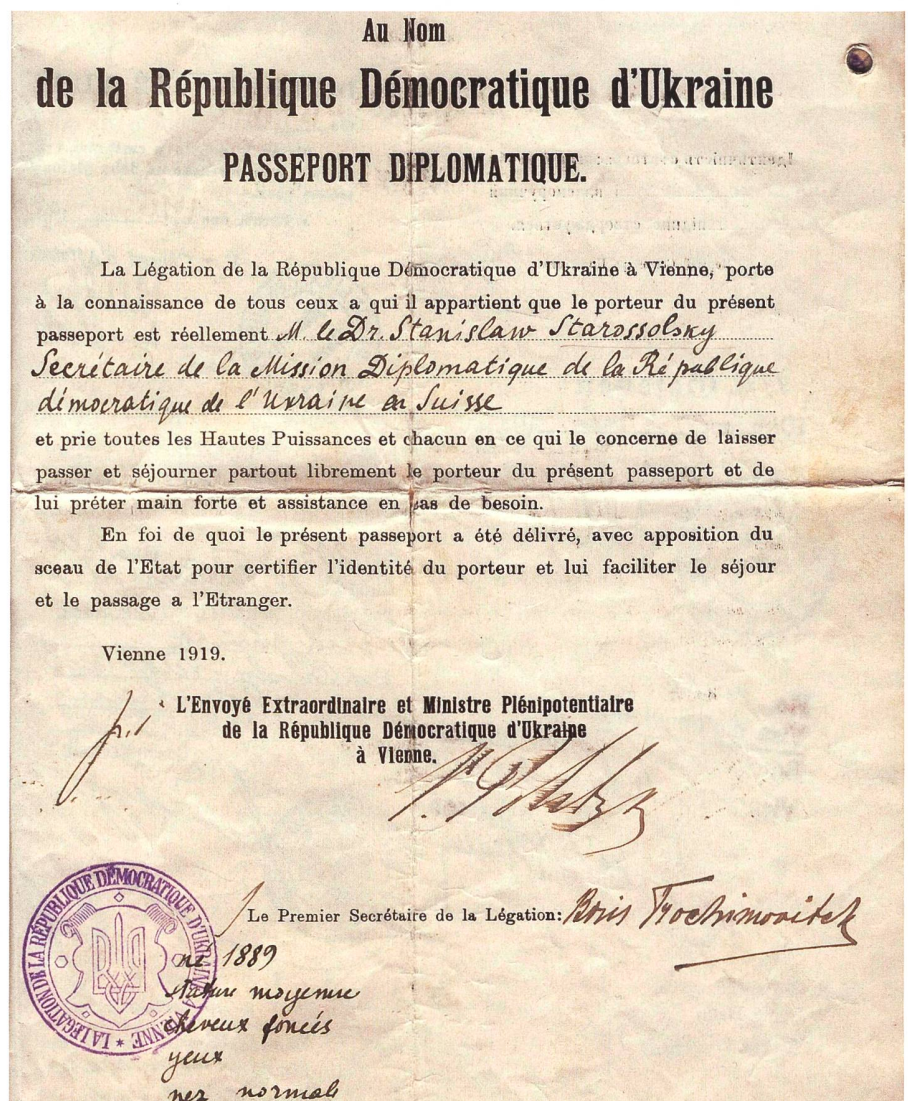 Au Nom
de la République Démocratique d'Ukraine
PASSEPORT DIPLOMATIQUE.
La Légation de la République Démocratique d'Ukraine à Vienne, porte
à la connaissance de tous ceux a qui il appartient que le porteur du présent
passeport est réellement M. le Dr. Stanislaw Starossolsky
Secrétaire de la Mission Diplomatique de la République
démocratique de l'Ukraine en Suisse
et prie toutes les Hautes Puissances et chacun en ce qui le concerne de laisser
passer et séjourner partout librement le porteur du présent passeport et de
lui préter main forte et assistance en cas de besoin.
En foi de quoi le présent passeport a été délivré, avec apposition du
sceau de l'Etat pour certifier l'identité du porteur et lui faciliter le séjour
et le passage a l'Etranger.
Vienne 1919.
L'Envoyé Extraordinaire et Ministre Plénipotentiaire
de la République Démocratique d'Ukraine
à Vienne.
Le Premier Secrétaire de la Légation: Boris Trochimovitch
LA LÉGATION DE LA RÉPUBLIQUE DÉMOCRATIQUE D'UKRAINE A VIENNE *
né 1889
stature moyenne
cheveux foncés
yeux
nez normale